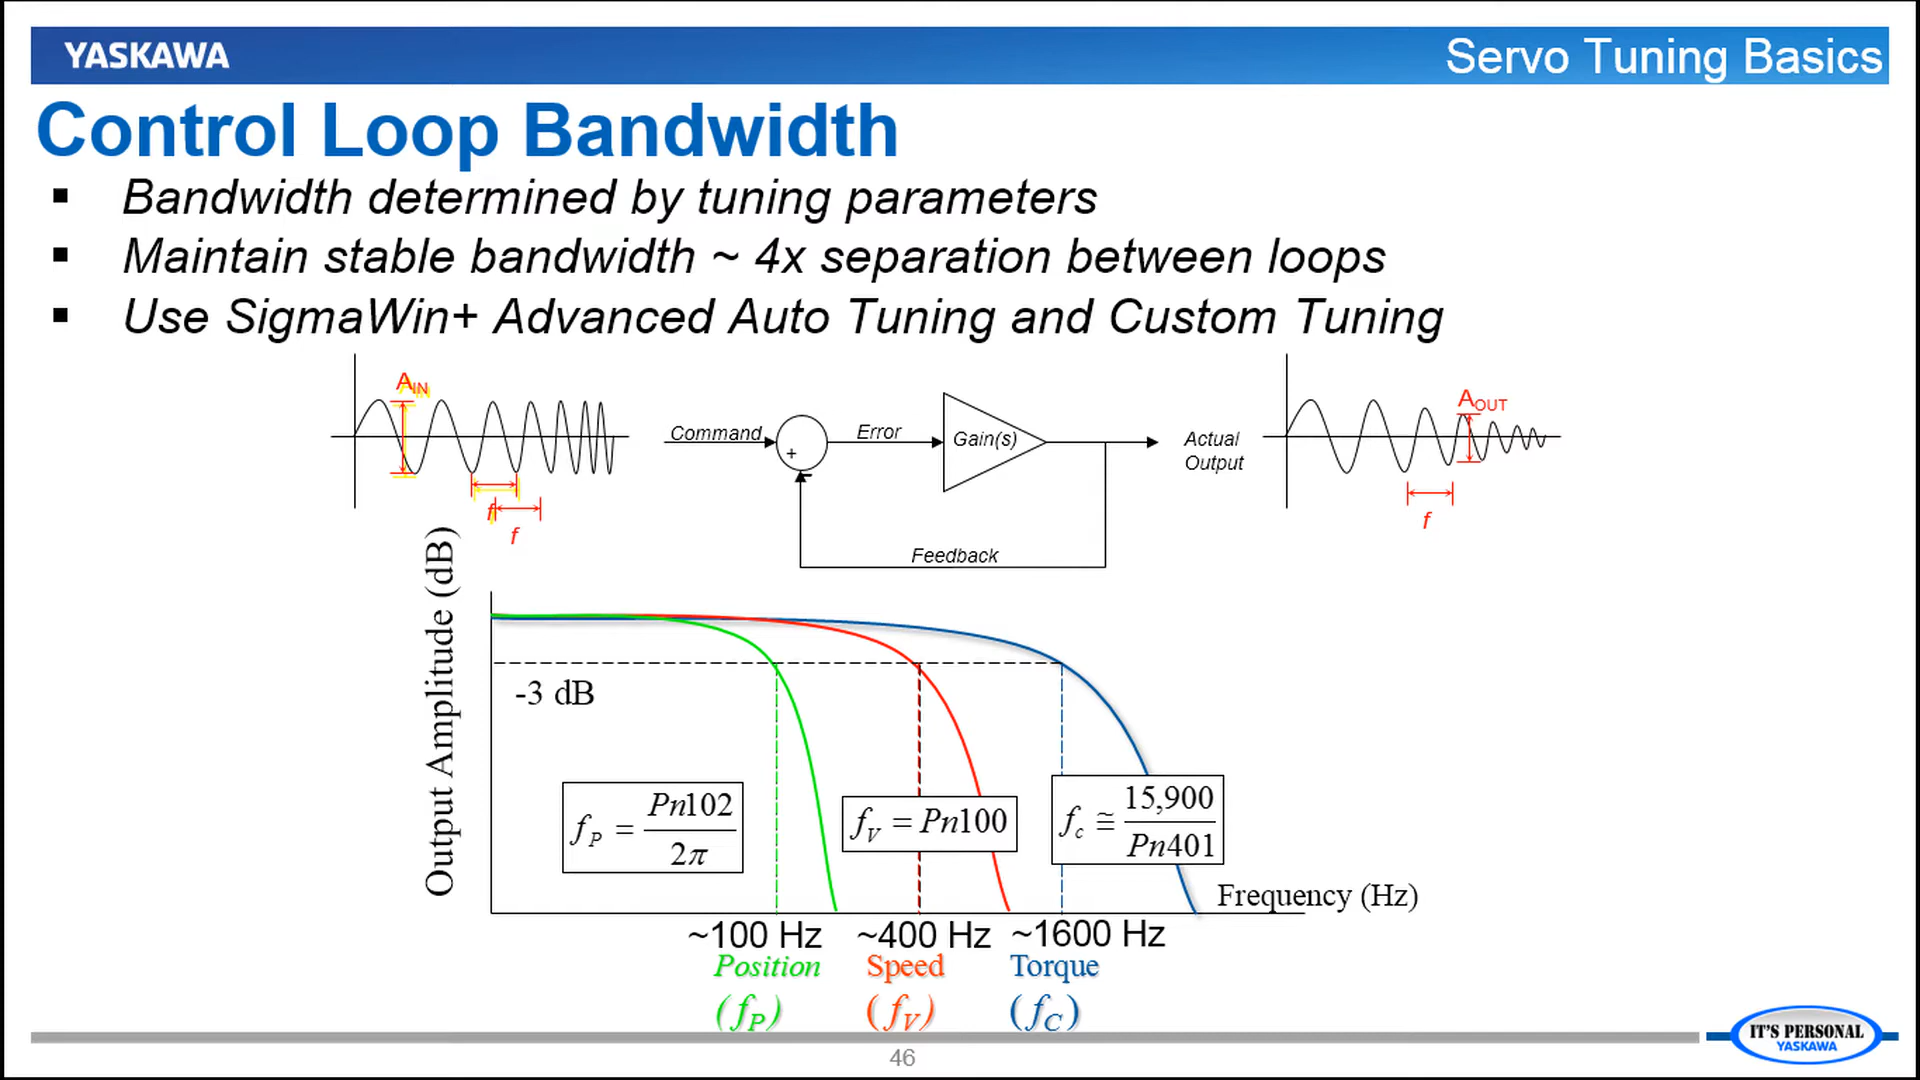 YASKAWA
Servo Tuning Basics
Control Loop Bandwidth
▪ Bandwidth determined by tuning parameters
▪ Maintain stable bandwidth ~ 4x separation between loops
▪ Use SigmaWin+ Advanced Auto Tuning and Custom Tuning
A_IN
f
f
Command
+
-
Error
Gain(s)
Feedback
Actual
Output
A_OUT
f
Output Amplitude (dB)
-3 dB
f_P = Pn102 / 2π
f_V = Pn100
f_c ≅ 15,900 / Pn401
Frequency (Hz)
~100 Hz ~400 Hz ~1600 Hz
Position Speed Torque
(f_P) (f_V) (f_C)
46
IT'S PERSONAL
YASKAWA